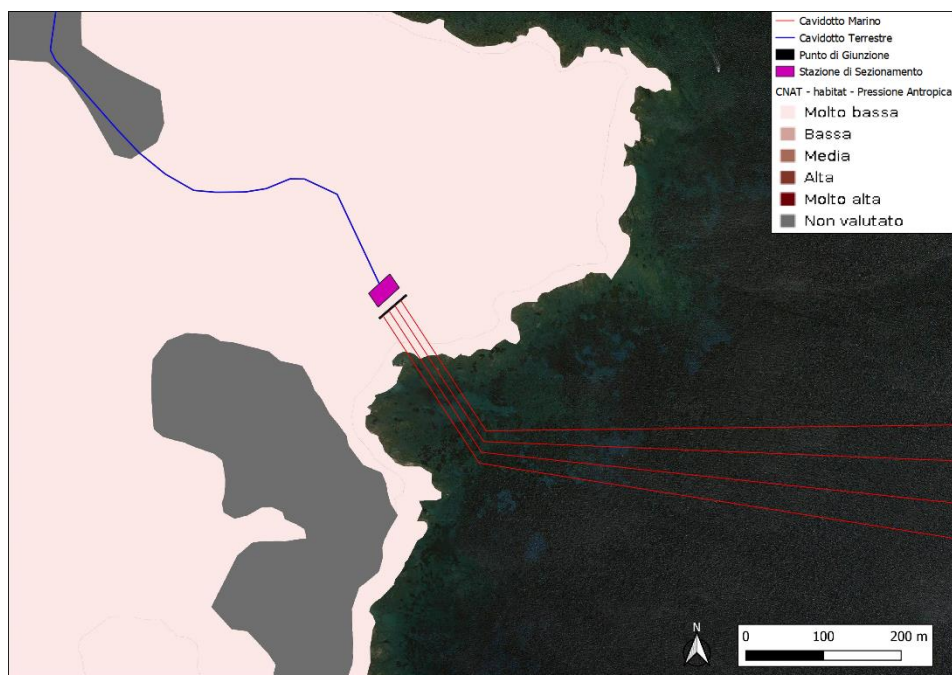 Cavidotto Marino
Cavidotto Terrestre
Punto di Giunzione
Stazione di Sezionamento
CNAT - habitat - Pressione Antropica
Molto bassa
Bassa
Media
Alta
Molto alta
Non valutato
N
0 100 200 m